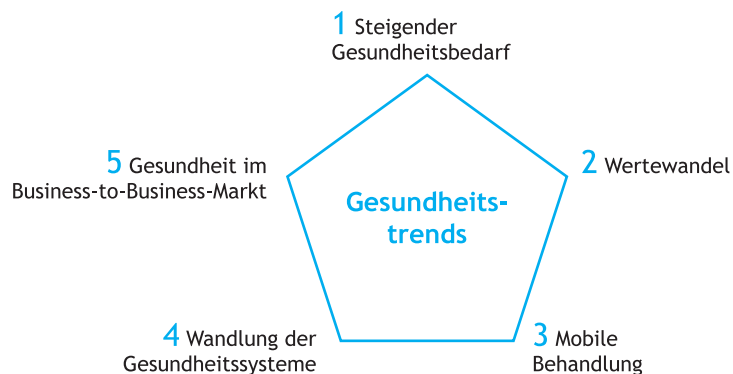 1 Steigender
Gesundheitsbedarf
2 Wertewandel
3 Mobile
Behandlung
4 Wandlung der
Gesundheitssysteme
5 Gesundheit im
Business-to-Business-Markt
Gesundheits-
trends